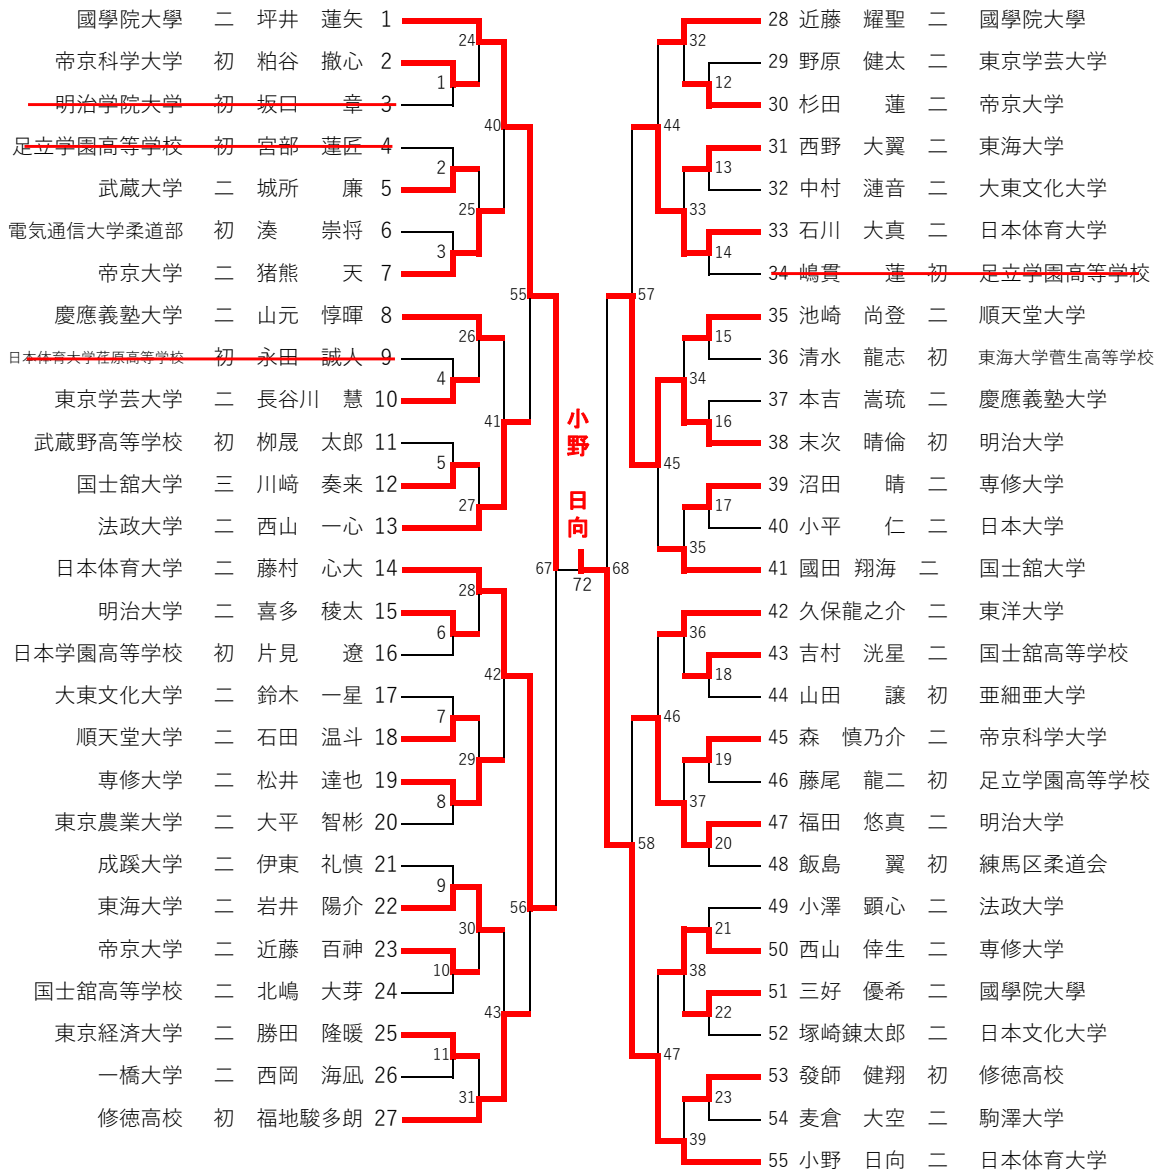 國學院大學 二 坪井 蓮矢 1
帝京科学大学 初 粕谷 撤心 2
明治学院大学 初 坂口 章 3
足立学園高等学校 初 宮部 蓮匠 4
武蔵大学 二 城所 廉 5
電気通信大学柔道部 初 湊 崇将 6
帝京大学 二 猪熊 天 7
慶應義塾大学 二 山元 惇暉 8
日本体育大学荏原高等学校 初 永田 誠人 9
東京学芸大学 二 長谷川 慧 10
武蔵野高等学校 初 栁晟 太郎 11
国士舘大学 三 川﨑 奏来 12
法政大学 二 西山 一心 13
日本体育大学 二 藤村 心大 14
明治大学 二 喜多 稜太 15
日本学園高等学校 初 片見 遼 16
大東文化大学 二 鈴木 一星 17
順天堂大学 二 石田 温斗 18
専修大学 二 松井 達也 19
東京農業大学 二 大平 智彬 20
成蹊大学 二 伊東 礼慎 21
東海大学 二 岩井 陽介 22
帝京大学 二 近藤 百神 23
国士舘高等学校 二 北嶋 大芽 24
東京経済大学 二 勝田 隆暖 25
一橋大学 二 西岡 海凪 26
修徳高校 初 福地駿多朗 27
24
1
40
2
25
3
55
26
4
41
5
27
67
28
6
42
7
29
8
56
9
30
10
43
11
31
小野 日向
72
68
32
12
44
13
33
14
57
15
34
16
45
17
35
36
18
46
19
37
20
58
21
38
22
47
23
39
28 近藤 耀聖 二 國學院大學
29 野原 健太 二 東京学芸大学
30 杉田 蓮 二 帝京大学
31 西野 大翼 二 東海大学
32 中村 漣音 二 大東文化大学
33 石川 大真 二 日本体育大学
34 嶋貫 蓮 初 足立学園高等学校
35 池崎 尚登 二 順天堂大学
36 清水 龍志 初 東海大学菅生高等学校
37 本吉 嵩琉 二 慶應義塾大学
38 末次 晴倫 初 明治大学
39 沼田 晴 二 専修大学
40 小平 仁 二 日本大学
41 國田 翔海 二 国士舘大学
42 久保龍之介 二 東洋大学
43 吉村 洸星 二 国士舘高等学校
44 山田 譲 初 亜細亜大学
45 森 慎乃介 二 帝京科学大学
46 藤尾 龍二 初 足立学園高等学校
47 福田 悠真 二 明治大学
48 飯島 翼 初 練馬区柔道会
49 小澤 顕心 二 法政大学
50 西山 倖生 二 専修大学
51 三好 優希 二 國學院大學
52 塚崎錬太郎 二 日本文化大学
53 發師 健翔 初 修徳高校
54 麦倉 大空 二 駒澤大学
55 小野 日向 二 日本体育大学